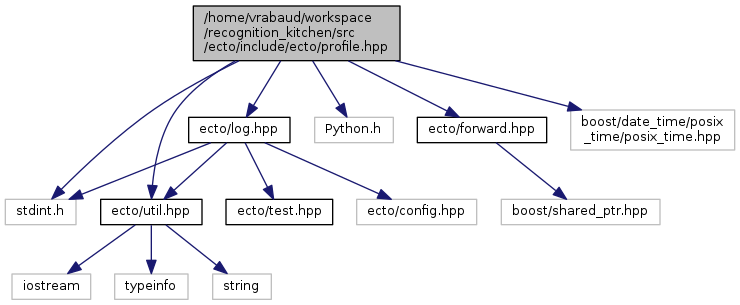 /home/vrabaud/workspace
/recognition_kitchen/src
/ecto/include/ecto/profile.hpp
ecto/log.hpp
Python.h
ecto/forward.hpp
boost/date_time/posix
_time/posix_time.hpp
stdint.h
ecto/util.hpp
ecto/test.hpp
ecto/config.hpp
boost/shared_ptr.hpp
iostream
typeinfo
string